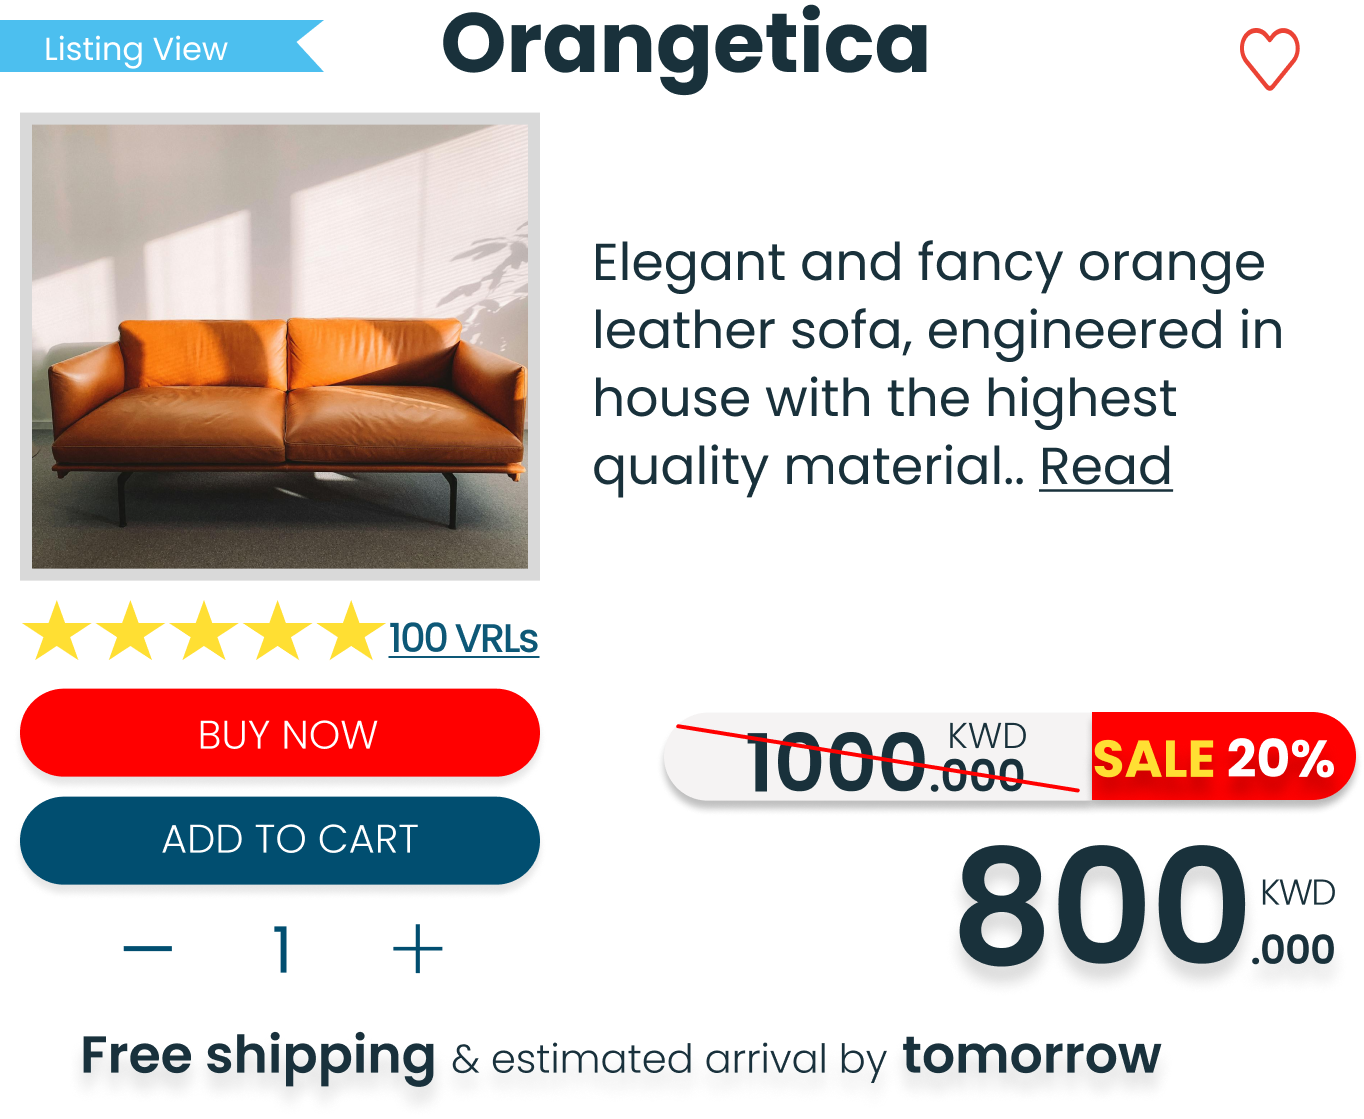 Listing View
Orangetica
Elegant and fancy orange
leather sofa, engineered in
house with the highest
quality material.. Read
100 VRLs
BUY NOW
ADD TO CART
1000.000 KWD
SALE 20%
800.000 KWD
− 1 +
Free shipping & estimated arrival by tomorrow